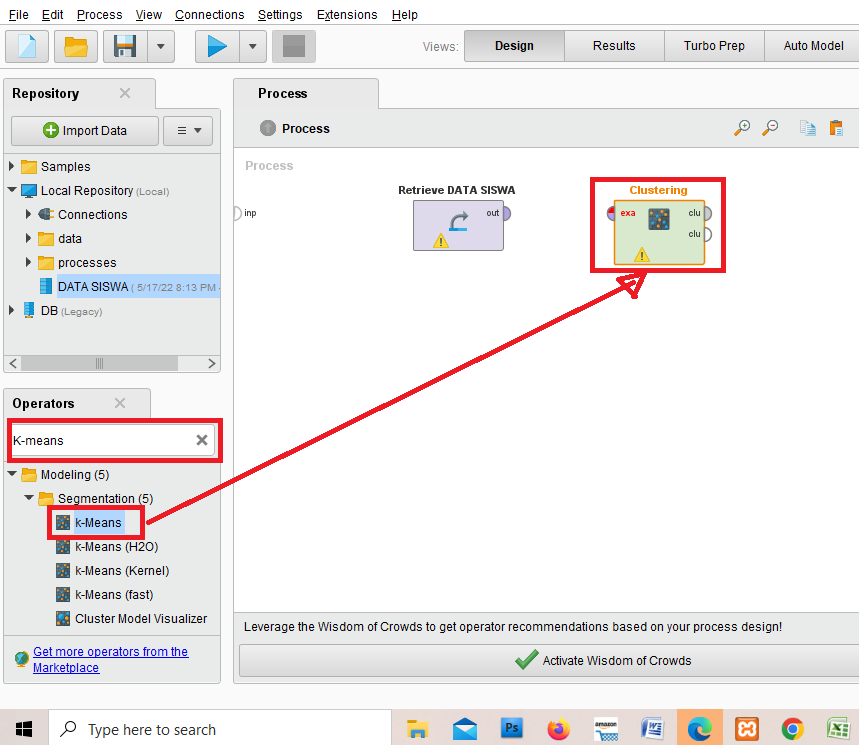 File Edit Process View Connections Settings Extensions Help
Views: Design Results Turbo Prep Auto Model
Repository
Import Data
Samples
Local Repository (Local)
Connections
data
processes
DATA SISWA ( 5/17/22 8:13 PM
DB (Legacy)
Operators
K-means
Modeling (5)
Segmentation (5)
k-Means
k-Means (H2O)
k-Means (Kernel)
k-Means (fast)
Cluster Model Visualizer
Get more operators from the
Marketplace
Process
Process
Process
inp
Retrieve DATA SISWA
out
Clustering
exa
clu
clu
Leverage the Wisdom of Crowds to get operator recommendations based on your process design!
Activate Wisdom of Crowds
Type here to search
Ps
amazon